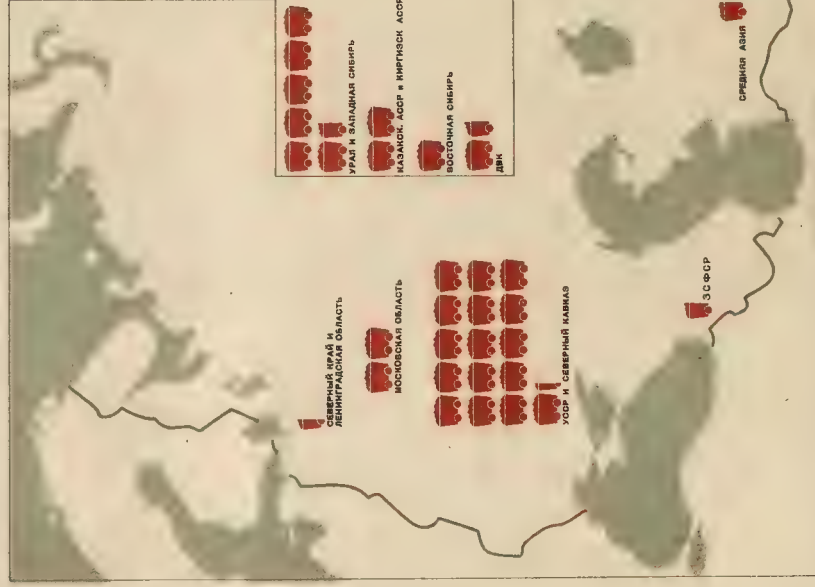 УРАЛ И ЗАПАДНАЯ СИБИРЬ
КАЗАКСК. АССР И КИРГИЗСК АССР
ВОСТОЧНАЯ СИБИРЬ
ДВК
СРЕДНЯЯ АЗИЯ
СЕВЕРНЫЙ КРАЙ И
ЛЕНИНГРАДСКАЯ ОБЛАСТЬ
МОСКОВСКАЯ ОБЛАСТЬ
УССР И СЕВЕРНЫЙ КАВКАЗ
ЗСФСР